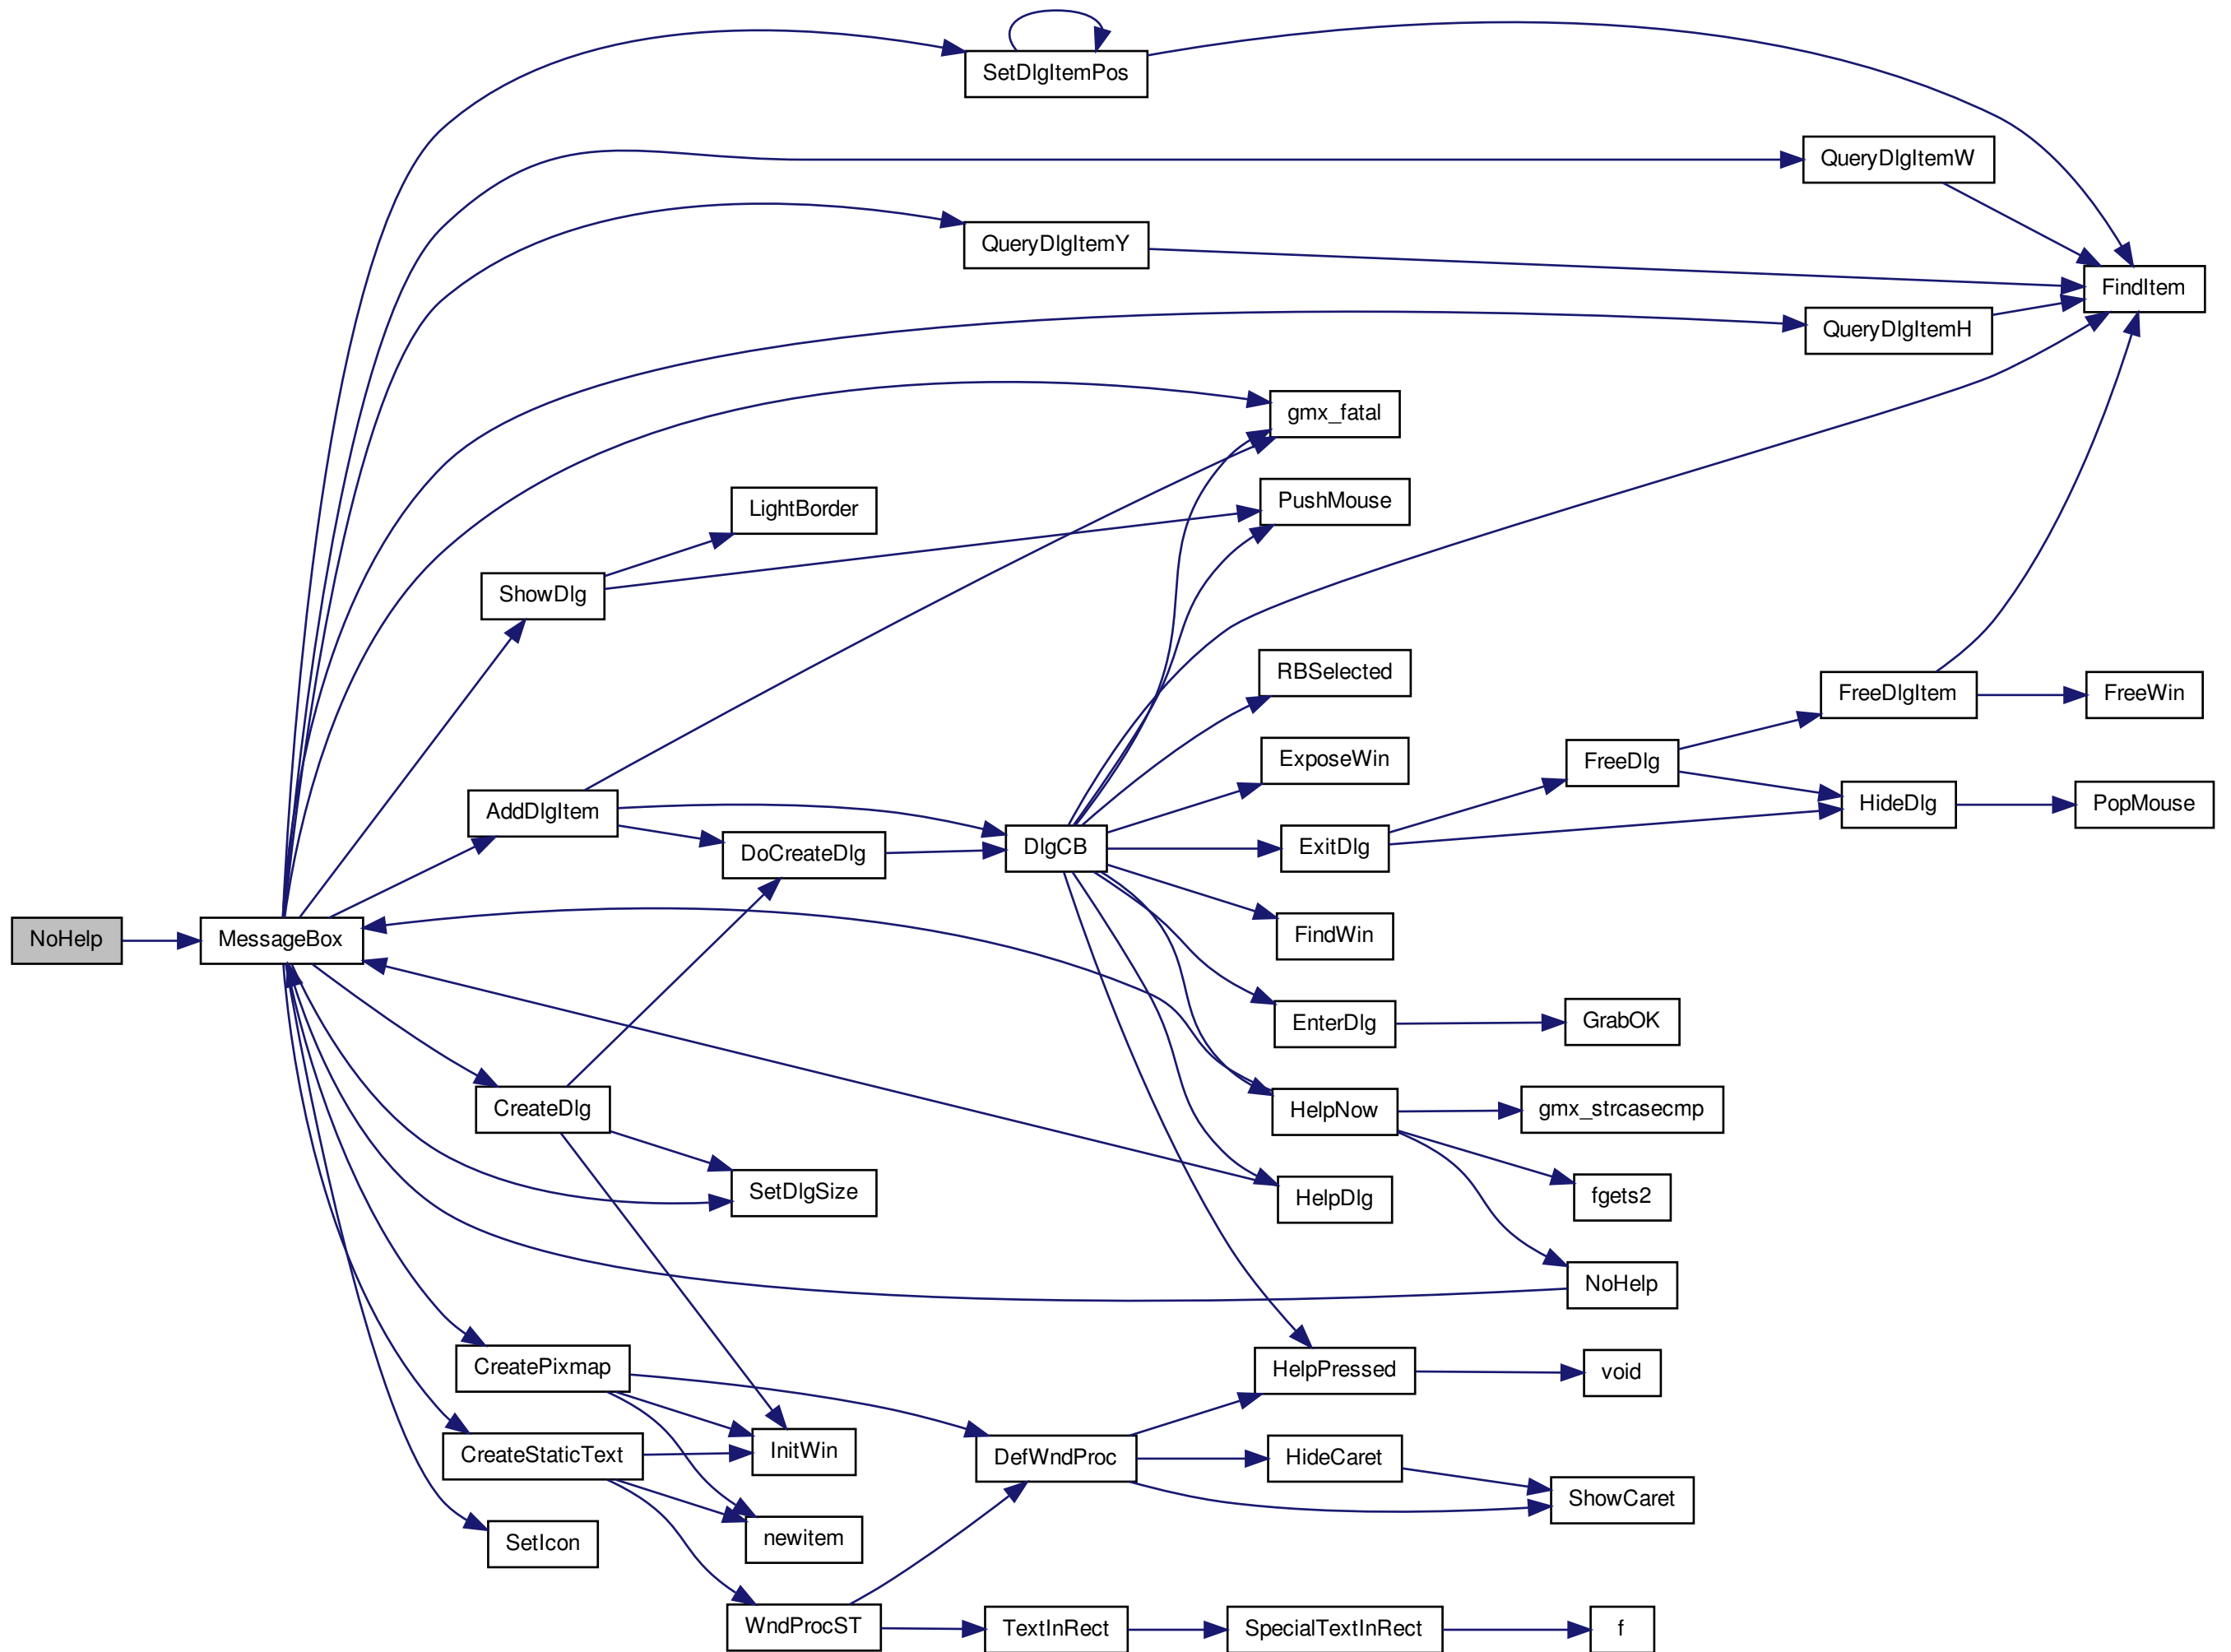 SetDlgItemPos
QueryDlgItemW
QueryDlgItemY
FindItem
QueryDlgItemH
gmx_fatal
PushMouse
LightBorder
ShowDlg
RBSelected
FreeDlgItem
FreeWin
ExposeWin
FreeDlg
HideDlg
PopMouse
AddDlgItem
DoCreateDlg
DlgCB
ExitDlg
NoHelp
MessageBox
FindWin
EnterDlg
GrabOK
CreateDlg
HelpNow
gmx_strcasecmp
SetDlgSize
HelpDlg
fgets2
NoHelp
CreatePixmap
HelpPressed
void
CreateStaticText
InitWin
DefWndProc
HideCaret
ShowCaret
SetIcon
newitem
WndProcST
TextInRect
SpecialTextInRect
f